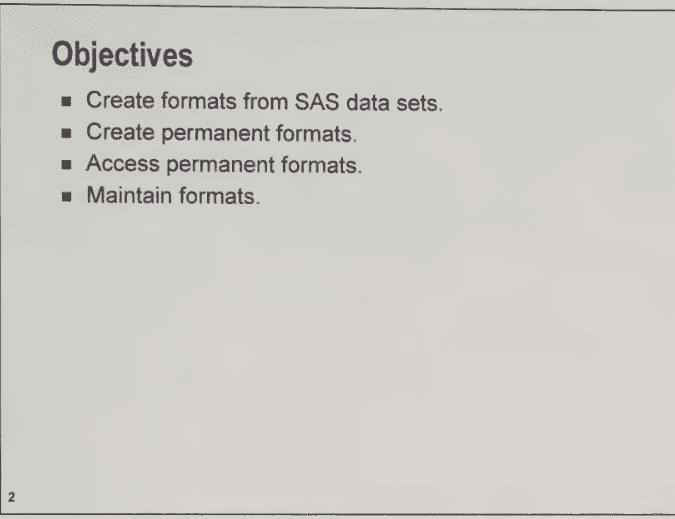 Objectives
■ Create formats from SAS data sets.
■ Create permanent formats.
■ Access permanent formats.
■ Maintain formats.
2